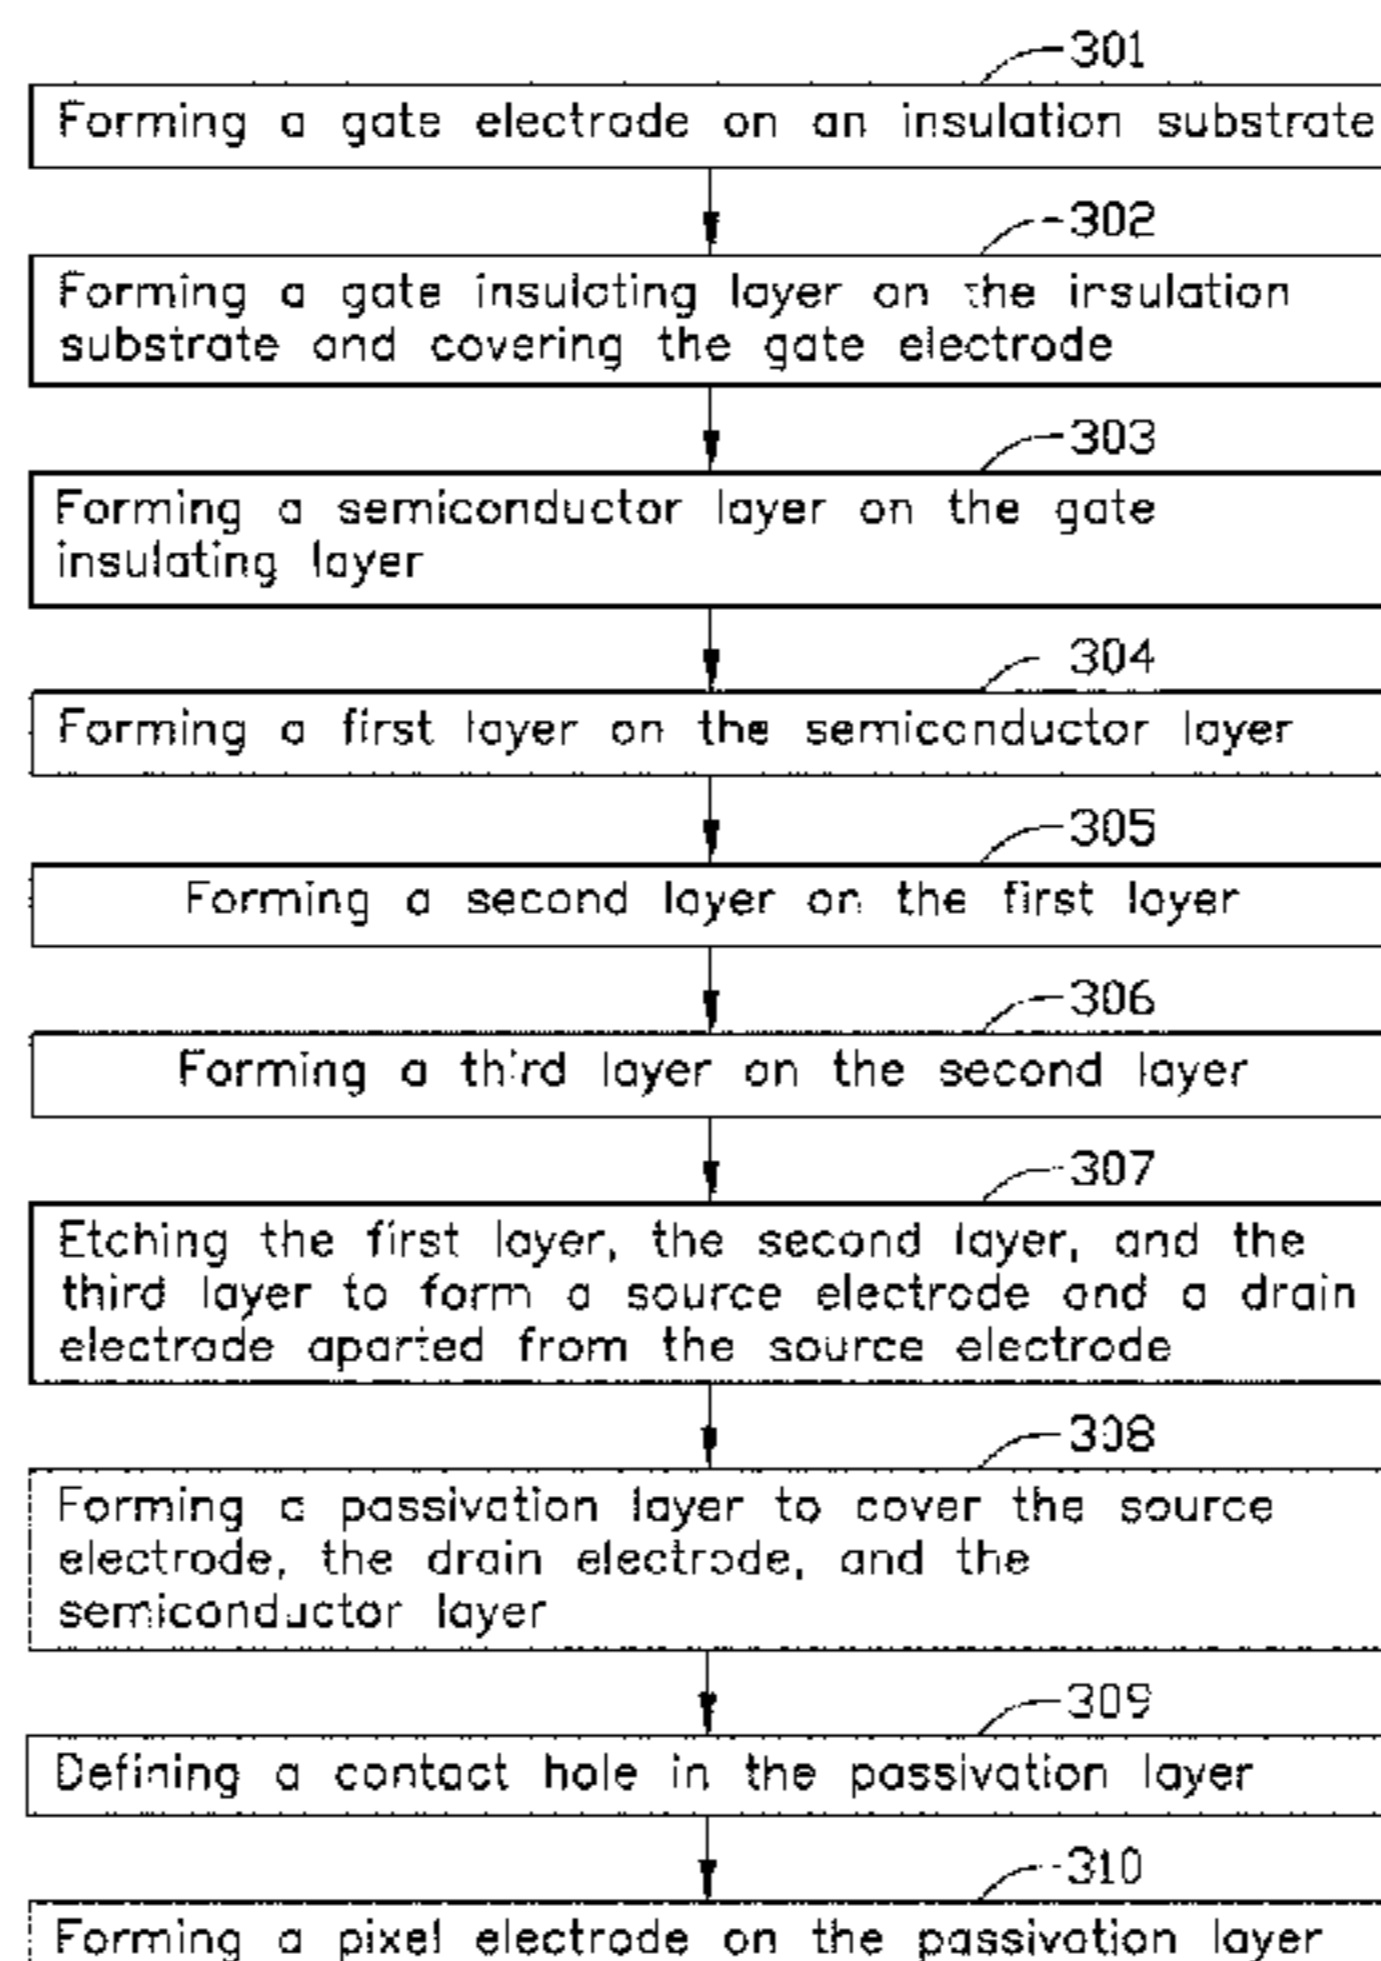 301
Forming a gate electrode on an insulation substrate
302
Forming a gate insulating layer on the insulation
substrate and covering the gate electrode
303
Forming a semiconductor layer on the gate
insulating layer
304
Forming a first layer on the semiconductor layer
305
Forming a second layer on the first layer
306
Forming a third layer on the second layer
307
Etching the first layer, the second layer, and the
third layer to form a source electrode and a drain
electrode aparted from the source electrode
308
Forming a passivation layer to cover the source
electrode, the drain electrode, and the
semiconductor layer
309
Defining a contact hole in the passivation layer
310
Forming a pixel electrode on the passivation layer